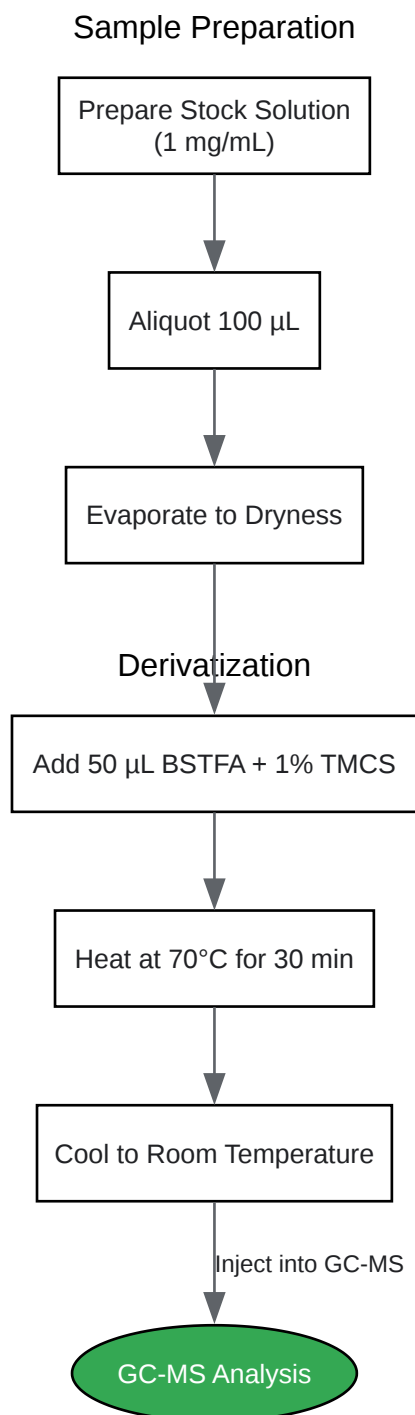 Sample Preparation
Prepare Stock Solution
(1 mg/mL)
Aliquot 100 µL
Evaporate to Dryness
Derivatization
Add 50 µL BSTFA + 1% TMCS
Heat at 70°C for 30 min
Cool to Room Temperature
Inject into GC-MS
GC-MS Analysis